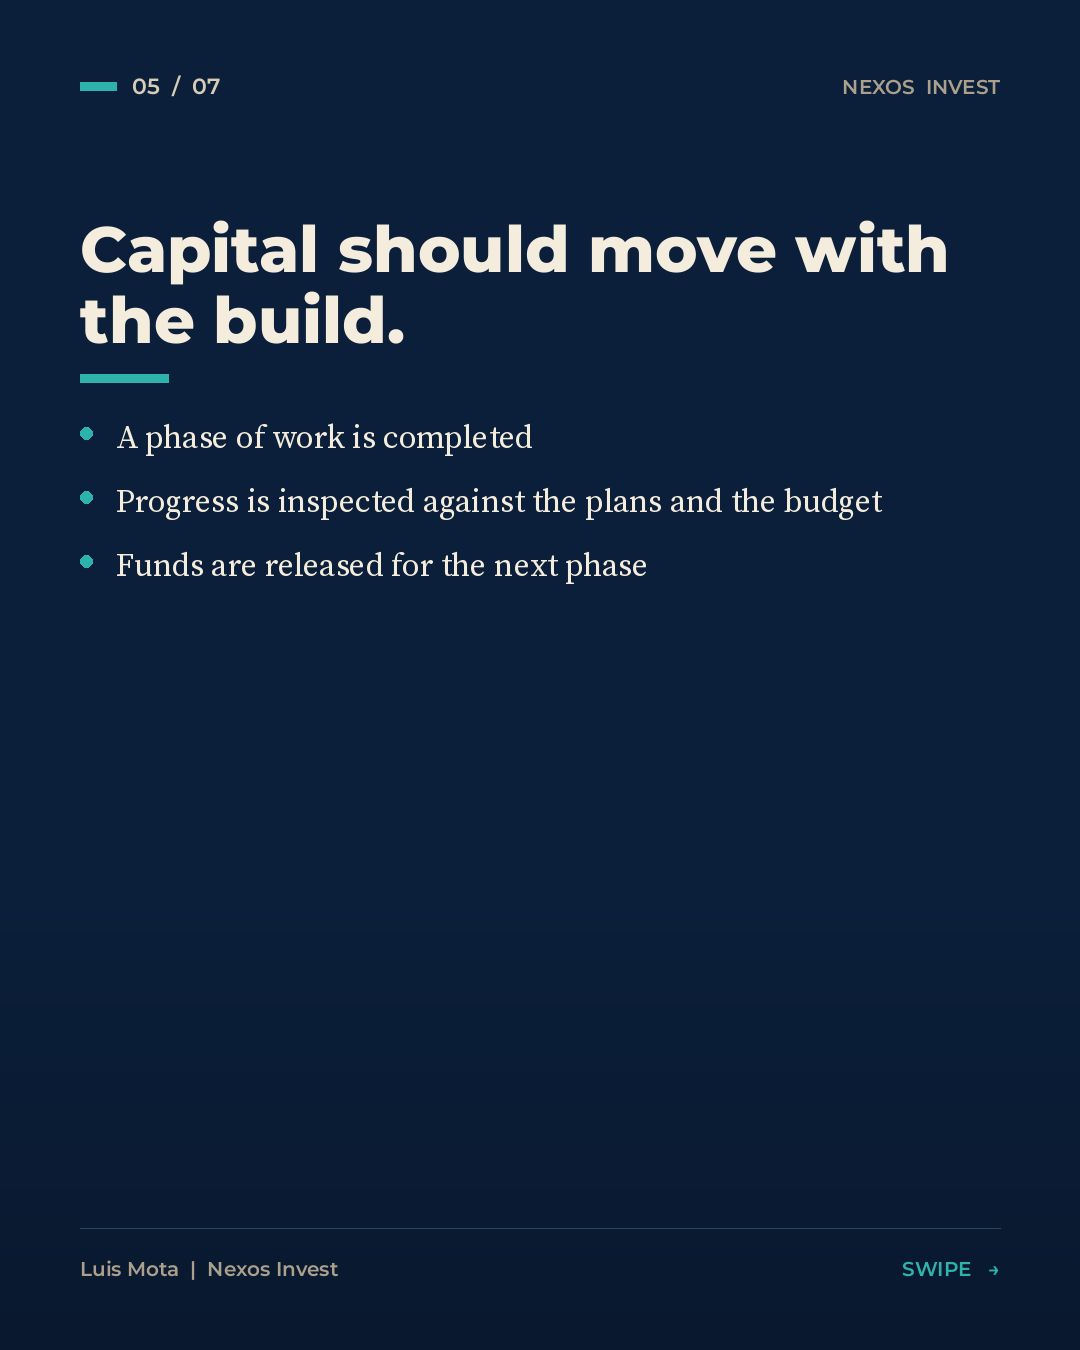 05 / 07
NEXOS INVEST
Capital should move with
the build.
A phase of work is completed
Progress is inspected against the plans and the budget
Funds are released for the next phase
Luis Mota | Nexos Invest
SWIPE →